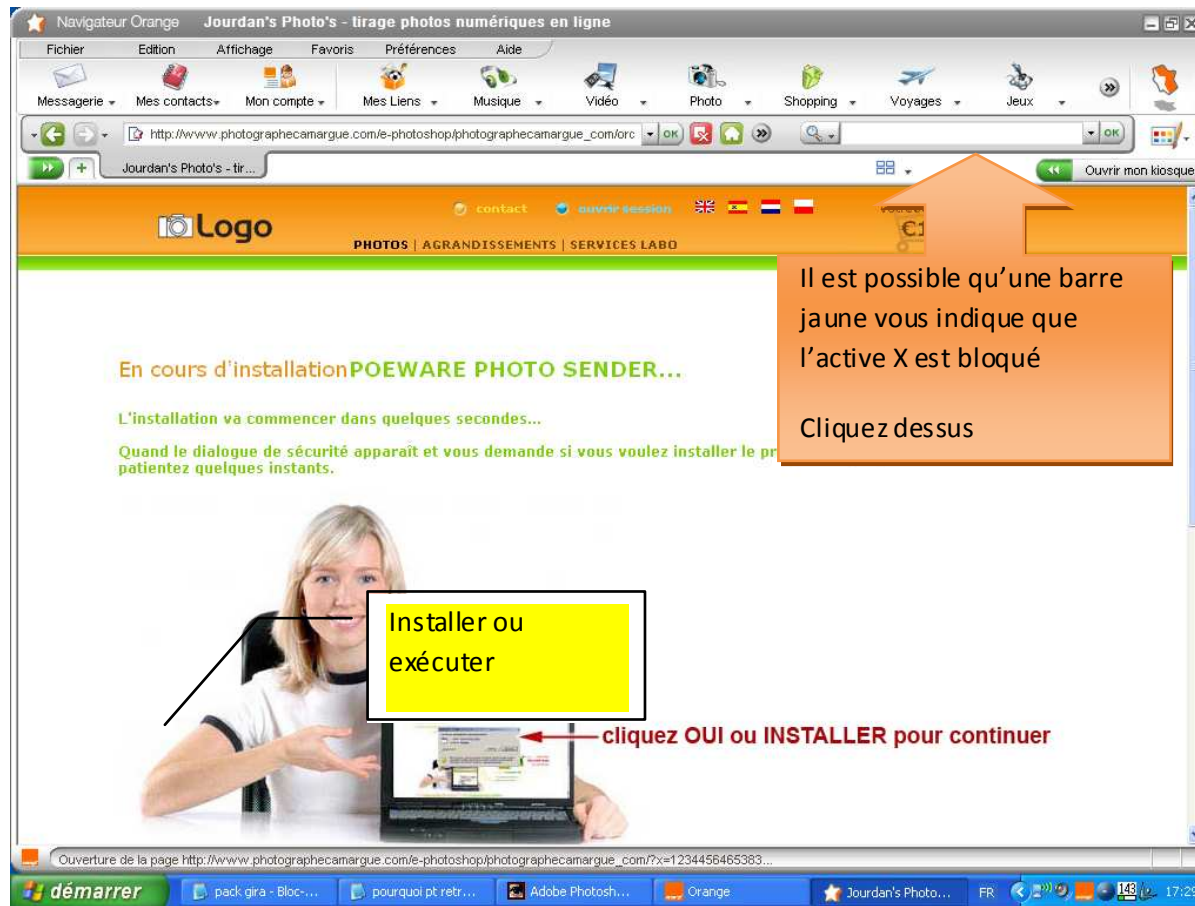 Navigateur Orange Jourdan's Photo's - tirage photos numériques en ligne
Fichier Edition Affichage Favoris Préférences Aide
Messagerie Mes contacts Mon compte Mes Liens Musique Vidéo Photo Shopping Voyages Jeux
http://www.photographecamargue.com/e-photoshop/photographecamargue_com/orc OK OK
Jourdan's Photo's - tir... Ouvrir mon kiosque
contact ouvrir session
Logo
PHOTOS | AGRANDISSEMENTS | SERVICES LABO
Il est possible qu'une barre
jaune vous indique que
l'active X est bloqué
Cliquez dessus
En cours d'installation POEWARE PHOTO SENDER...
L'installation va commencer dans quelques secondes...
Quand le dialogue de sécurité apparaît et vous demande si vous voulez installer le
patientez quelques instants.
Installer ou
exécuter
cliquez OUI ou INSTALLER pour continuer
Ouverture de la page http://www.photographecamargue.com/e-photoshop/photographecamargue_com/?x=1234456465383...
démarrer pack gira - Bloc-... pourquoi pt retr... Adobe Photosh... Orange Jourdan's Photo... FR 143 17:29